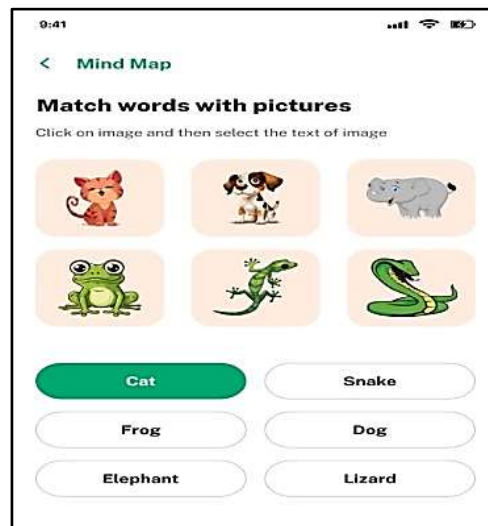 9:41
Mind Map
Match words with pictures
Click on image and then select the text of image
Cat Snake
Frog Dog
Elephant Lizard